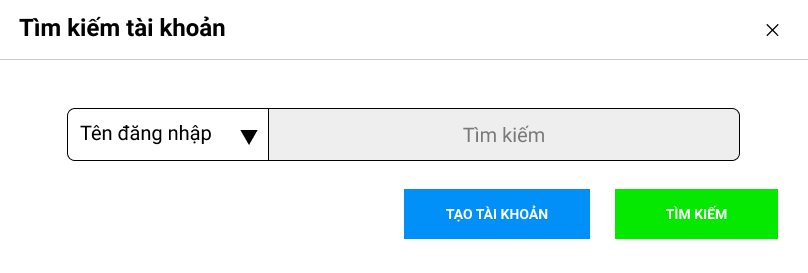 Tìm kiếm tài khoản
Tên đăng nhập
Tìm kiếm
TẠO TÀI KHOẢN
TÌM KIẾM